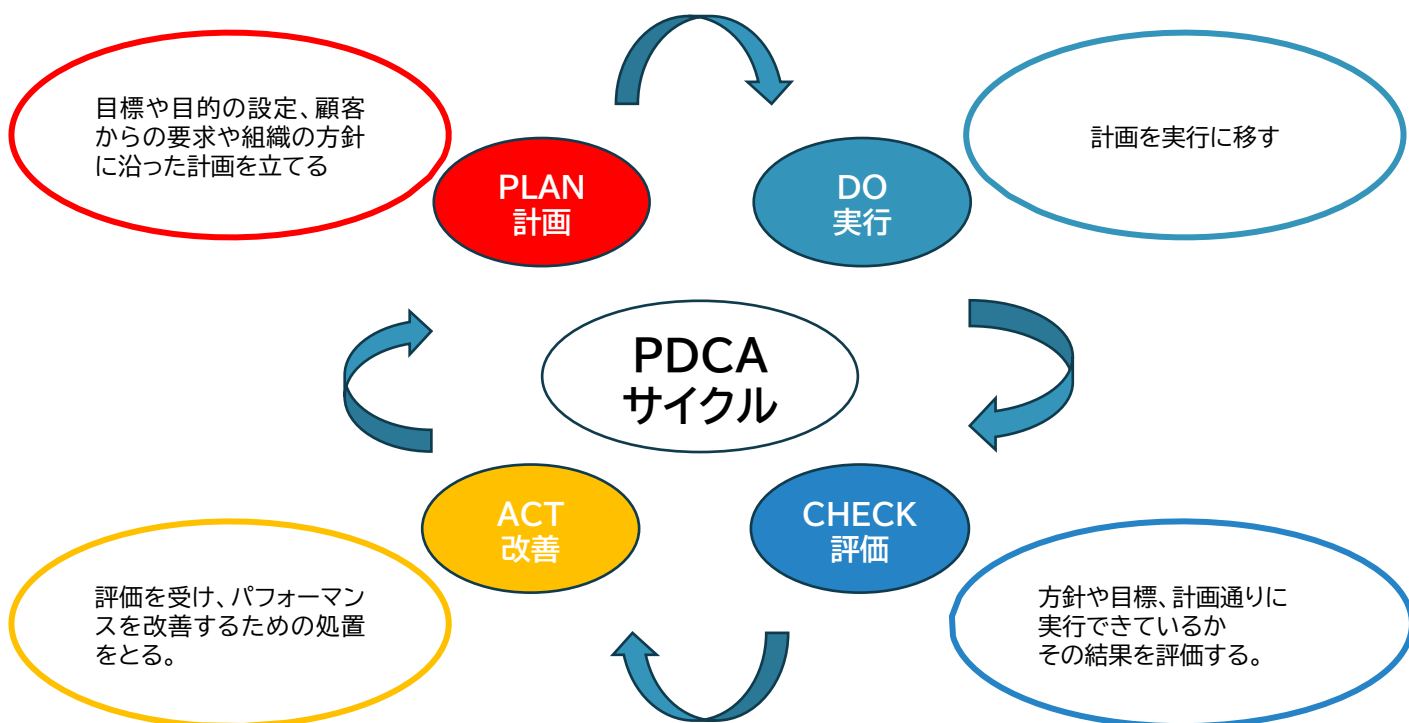 目標や目的の設定、顧客
からの要求や組織の方針
に沿った計画を立てる
PLAN
計画
DO
実行
計画を実行に移す
PDCA
サイクル
ACT
改善
CHECK
評価
評価を受け、パフォーマン
スを改善するための処置
をとる。
方針や目標、計画通りに
実行できているか
その結果を評価する。